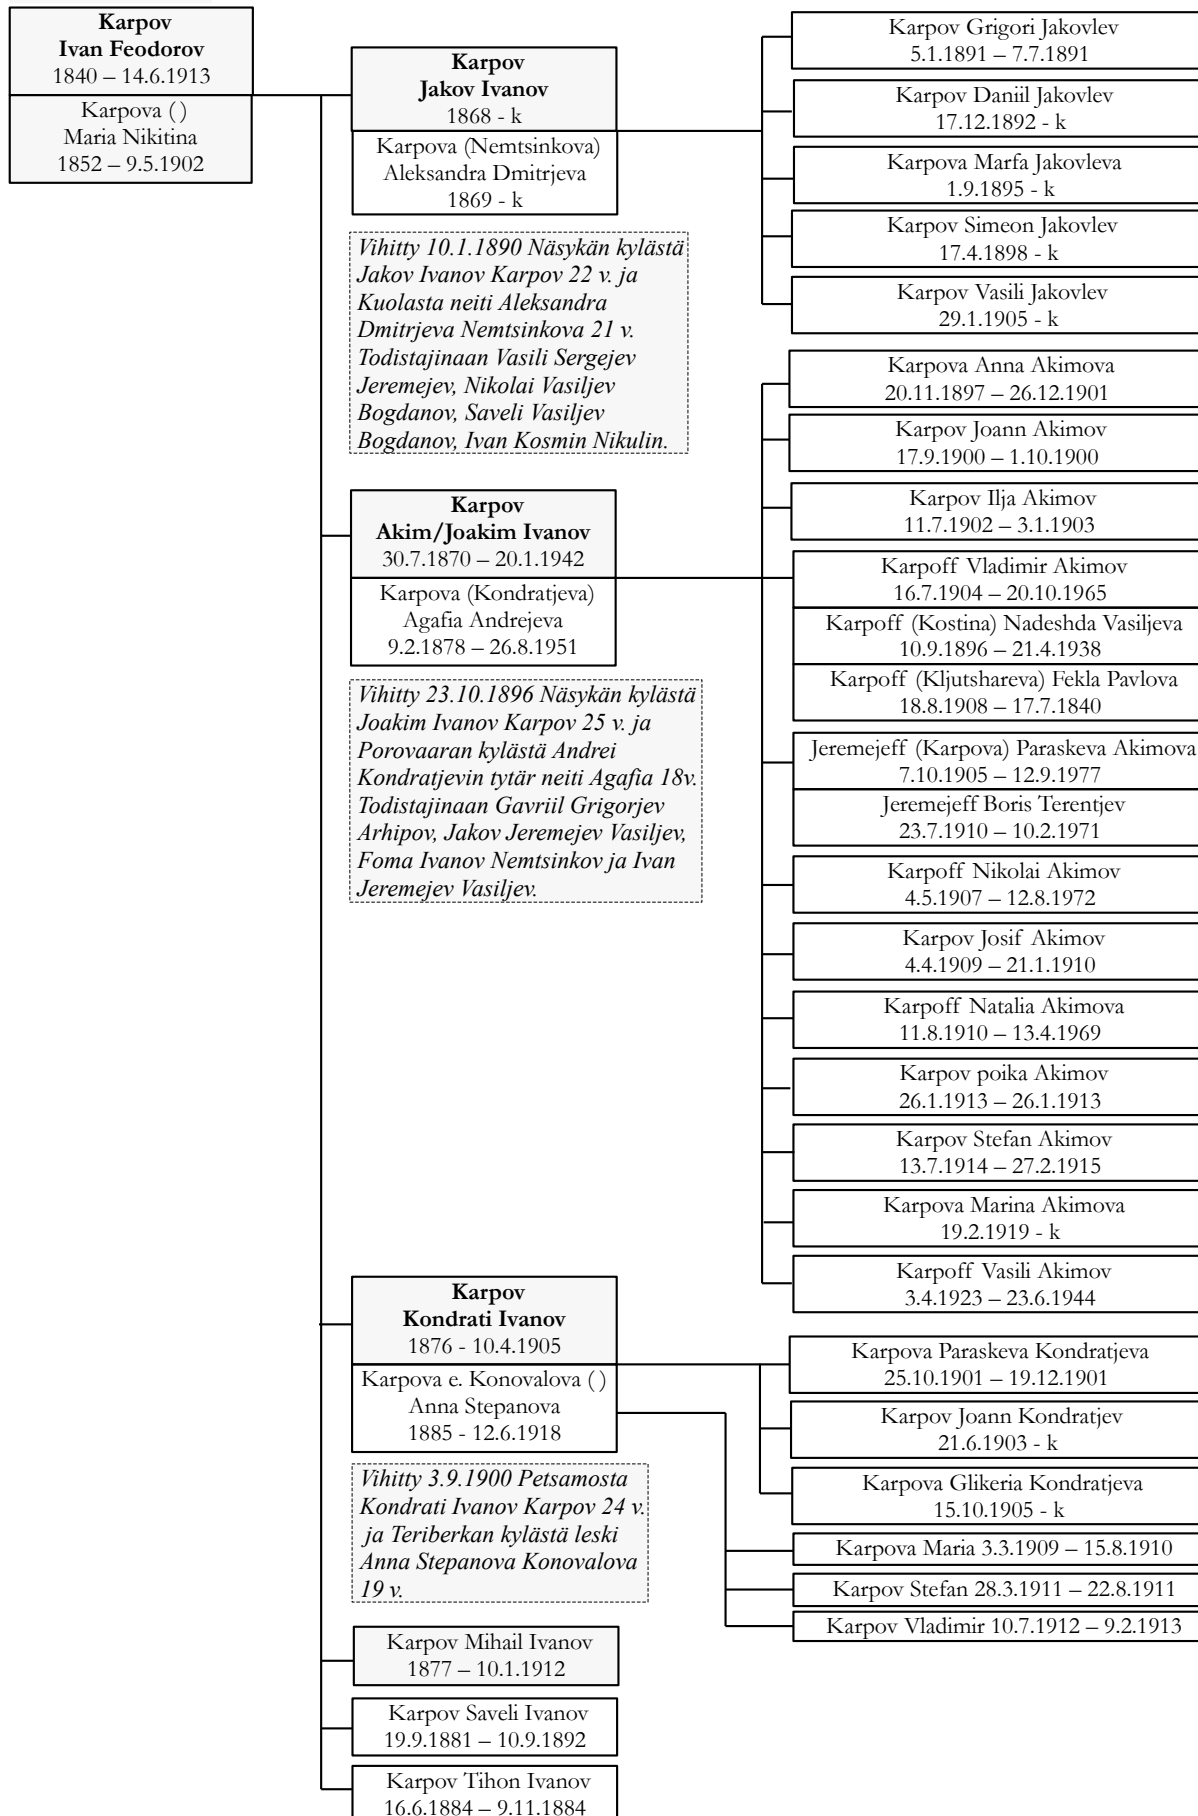 Karpov
Ivan Feodorov
1840 – 14.6.1913
Karpova ( )
Maria Nikitina
1852 – 9.5.1902
Karpov
Jakov Ivanov
1868 - k
Karpova (Nemtsinkova)
Aleksandra Dmitrjeva
1869 - k
Vihitty 10.1.1890 Näsykän kylästä
Jakov Ivanov Karpov 22 v. ja
Kuolasta neiti Aleksandra
Dmitrjeva Nemtsinkova 21 v.
Todistajinaan Vasili Sergejev
Jeremejev, Nikolai Vasiljev
Bogdanov, Saveli Vasiljev
Bogdanov, Ivan Kosmin Nikulin.
Karpov Grigori Jakovlev
5.1.1891 – 7.7.1891
Karpov Daniil Jakovlev
17.12.1892 - k
Karpova Marfa Jakovleva
1.9.1895 - k
Karpov Simeon Jakovlev
17.4.1898 - k
Karpov Vasili Jakovlev
29.1.1905 - k
Karpov
Akim/Joakim Ivanov
30.7.1870 – 20.1.1942
Karpova (Kondratjeva)
Agafia Andrejeva
9.2.1878 – 26.8.1951
Vihitty 23.10.1896 Näsykän kylästä
Joakim Ivanov Karpov 25 v. ja
Porovaaran kylästä Andrei
Kondratjevin tytär neiti Agafia 18v.
Todistajinaan Gavriil Grigorjev
Arhipov, Jakov Jeremejev Vasiljev,
Foma Ivanov Nemtsinkov ja Ivan
Jeremejev Vasiljev.
Karpova Anna Akimova
20.11.1897 – 26.12.1901
Karpov Joann Akimov
17.9.1900 – 1.10.1900
Karpov Ilja Akimov
11.7.1902 – 3.1.1903
Karpoff Vladimir Akimov
16.7.1904 – 20.10.1965
Karpoff (Kostina) Nadeshda Vasiljeva
10.9.1896 – 21.4.1938
Karpoff (Kljutshareva) Fekla Pavlova
18.8.1908 – 17.7.1840
Jeremejeff (Karpova) Paraskeva Akimova
7.10.1905 – 12.9.1977
Jeremejeff Boris Terentjev
23.7.1910 – 10.2.1971
Karpoff Nikolai Akimov
4.5.1907 – 12.8.1972
Karpov Josif Akimov
4.4.1909 – 21.1.1910
Karpoff Natalia Akimova
11.8.1910 – 13.4.1969
Karpov poika Akimov
26.1.1913 – 26.1.1913
Karpov Stefan Akimov
13.7.1914 – 27.2.1915
Karpova Marina Akimova
19.2.1919 - k
Karpoff Vasili Akimov
3.4.1923 – 23.6.1944
Karpov
Kondrati Ivanov
1876 - 10.4.1905
Karpova e. Konovalova ( )
Anna Stepanova
1885 - 12.6.1918
Vihitty 3.9.1900 Petsamosta
Kondrati Ivanov Karpov 24 v.
ja Teriberkan kylästä leski
Anna Stepanova Konovalova
19 v.
Karpova Paraskeva Kondratjeva
25.10.1901 – 19.12.1901
Karpov Joann Kondratjev
21.6.1903 - k
Karpova Glikeria Kondratjeva
15.10.1905 - k
Karpova Maria 3.3.1909 – 15.8.1910
Karpov Stefan 28.3.1911 – 22.8.1911
Karpov Vladimir 10.7.1912 – 9.2.1913
Karpov Mihail Ivanov
1877 – 10.1.1912
Karpov Saveli Ivanov
19.9.1881 – 10.9.1892
Karpov Tihon Ivanov
16.6.1884 – 9.11.1884